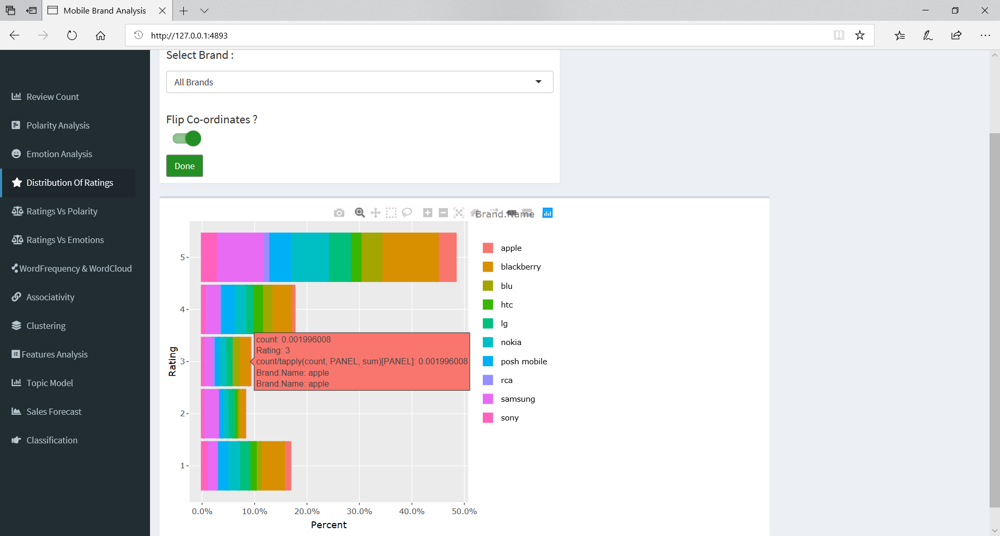 Mobile Brand Analysis
http://127.0.0.1:4893
Select Brand :
All Brands
Flip Co-ordinates ?
Done
Review Count
Polarity Analysis
Emotion Analysis
Distribution Of Ratings
Ratings Vs Polarity
Ratings Vs Emotions
WordFrequency & WordCloud
Associativity
Clustering
Features Analysis
Topic Model
Sales Forecast
Classification
Brand.Name
apple
blackberry
blu
htc
lg
nokia
posh mobile
rca
samsung
sony
Rating
5
4
3
2
1
count: 0.001996008
Rating: 3
count/tapply(count, PANEL, sum)[PANEL]: 0.001996008
Brand.Name: apple
Brand.Name: apple
0.0% 10.0% 20.0% 30.0% 40.0% 50.0%
Percent